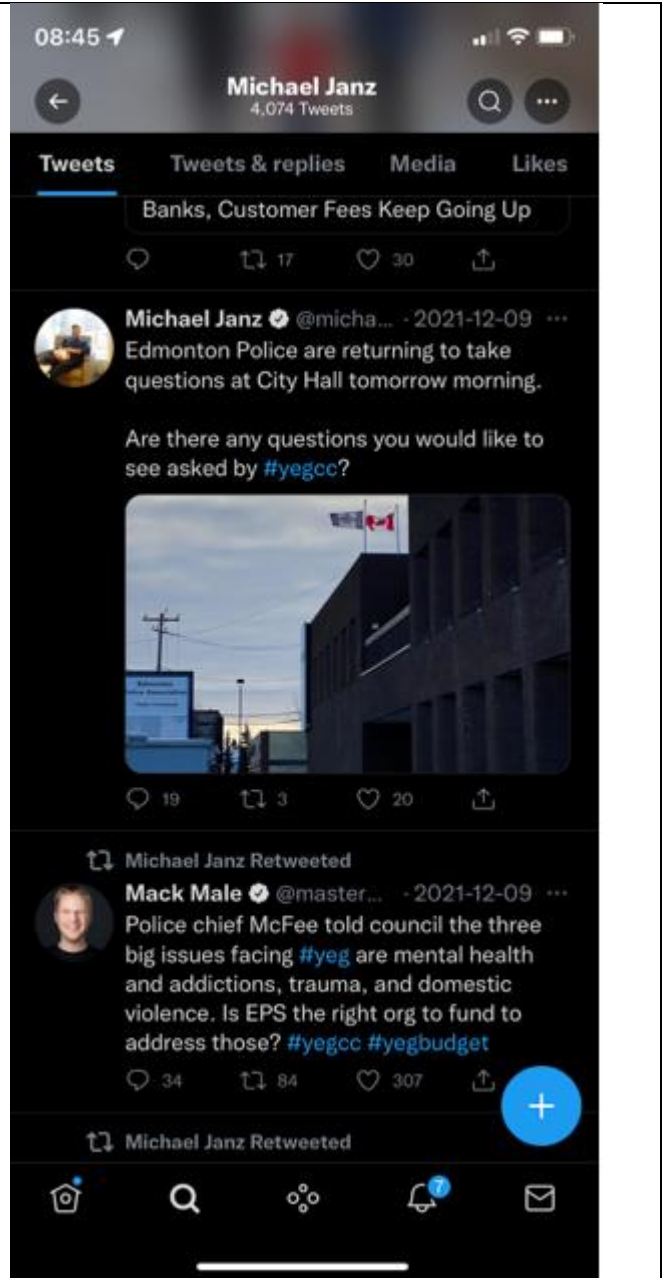 08:45
Michael Janz
4,074 Tweets
Tweets Tweets & replies Media Likes
Banks, Customer Fees Keep Going Up
17 30
Michael Janz @micha... · 2021-12-09 ...
Edmonton Police are returning to take
questions at City Hall tomorrow morning.
Are there any questions you would like to
see asked by #yegcc?
Edmonton
Police Association
19 3 20
Michael Janz Retweeted
Mack Male @master... · 2021-12-09 ...
Police chief McFee told council the three
big issues facing #yeg are mental health
and addictions, trauma, and domestic
violence. Is EPS the right org to fund to
address those? #yegcc #yegbudget
34 84 307
Michael Janz Retweeted
7